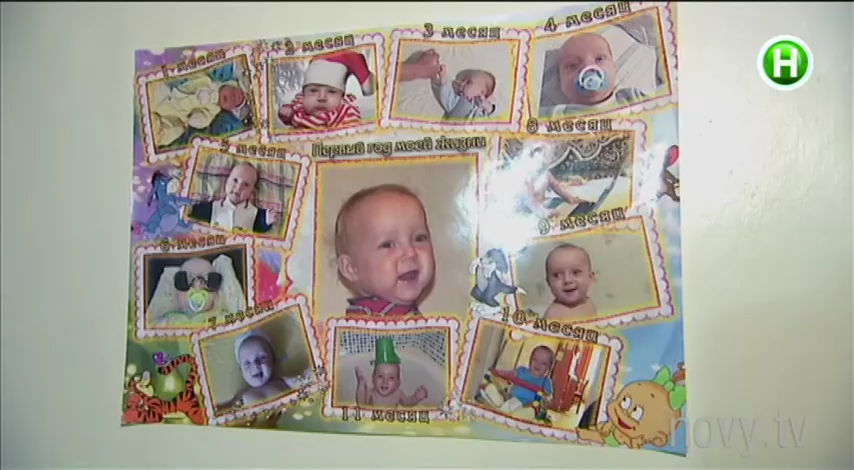 1 месяц
2 месяц
3 месяц
4 месяц
5 месяц
Первый год моей жизни
8 месяц
6 месяц
9 месяц
7 месяц
10 месяц
11 месяц
Н
novy.tv